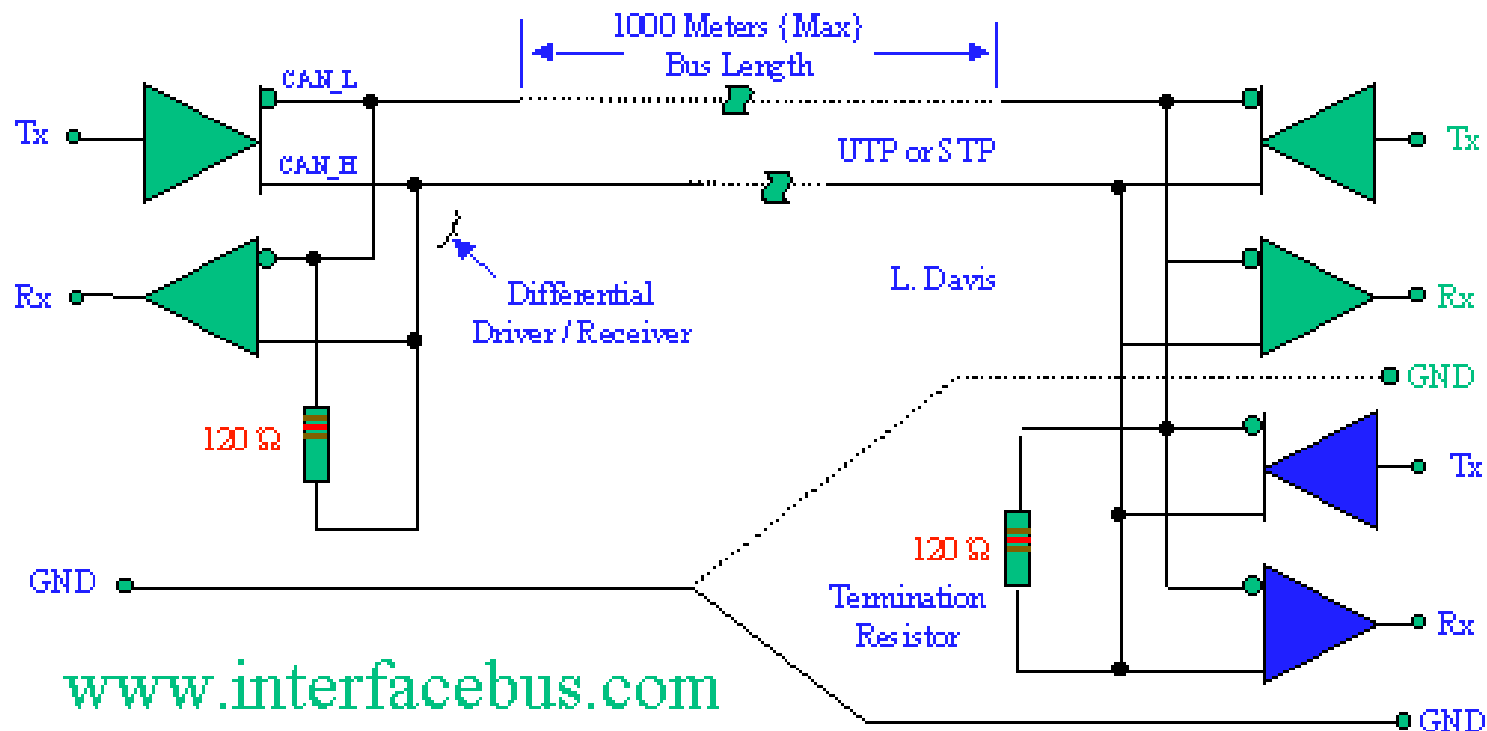 1000 Meters {Max}
Bus Length
CAN_L
Tx
CAN_H
UTP or STP
Tx
Rx
Differential
Driver / Receiver
L. Davis
Rx
GND
120 Ω
Tx
120 Ω
GND
Termination
Resistor
Rx
www.interfacebus.com
GND